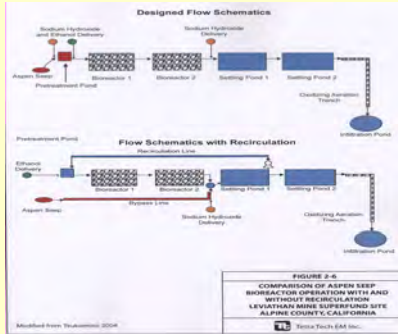 Designed Flow Schematics
Sodium Hydroxide
and Ethanol Delivery
Sodium Hydroxide
Delivery
Aspen Seep
Pretreatment Pond
Bioreactor 1
Bioreactor 2
Settling Pond 1
Settling Pond 2
Oxidizing Aeration
Trench
Infiltration Pond
Pretreatment Pond
Flow Schematics with Recirculation
Recirculation Line
Ethanol
Delivery
Bioreactor 1
Bioreactor 2
Settling Pond 1
Settling Pond 2
Aspen Seep
Bypass Line
Sodium Hydroxide
Delivery
Oxidizing Aeration
Trench
Infiltration Pond
Modified from Tsukamoto 2004
FIGURE 2-6
COMPARISON OF ASPEN SEEP
BIOREACTOR OPERATION WITH AND
WITHOUT RECIRCULATION
LEVIATHAN MINE SUPERFUND SITE
ALPINE COUNTY, CALIFORNIA
Tetra Tech EM Inc.